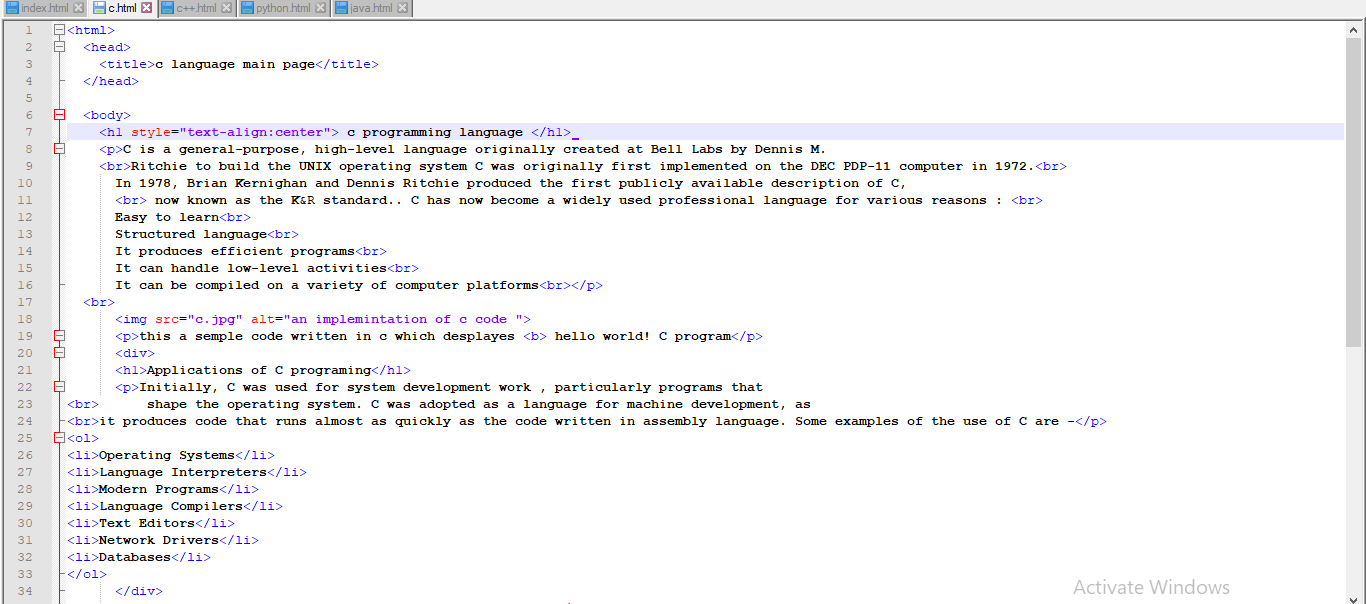 index.html c.html c++.html python.html java.html
1 <html>
2 <head>
3 <title>c language main page</title>
4 </head>
5
6 <body>
7 <h1 style="text-align:center"> c programming language </h1>
8 <p>C is a general-purpose, high-level language originally created at Bell Labs by Dennis M.
9 <br>Ritchie to build the UNIX operating system C was originally first implemented on the DEC PDP-11 computer in 1972.<br>
10 In 1978, Brian Kernighan and Dennis Ritchie produced the first publicly available description of C,
11 <br> now known as the K&R standard.. C has now become a widely used professional language for various reasons : <br>
12 Easy to learn<br>
13 Structured language<br>
14 It produces efficient programs<br>
15 It can handle low-level activities<br>
16 It can be compiled on a variety of computer platforms<br></p>
17 <br>
18 <img src="c.jpg" alt="an implemintation of c code ">
19 <p>this a semple code written in c which desplayes <b> hello world! C program</p>
20 <div>
21 <h1>Applications of C programing</h1>
22 <p>Initially, C was used for system development work , particularly programs that
23 <br> shape the operating system. C was adopted as a language for machine development, as
24 <br>it produces code that runs almost as quickly as the code written in assembly language. Some examples of the use of C are -</p>
25 <ol>
26 <li>Operating Systems</li>
27 <li>Language Interpreters</li>
28 <li>Modern Programs</li>
29 <li>Language Compilers</li>
30 <li>Text Editors</li>
31 <li>Network Drivers</li>
32 <li>Databases</li>
33 </ol>
34 </div>
Activate Windows